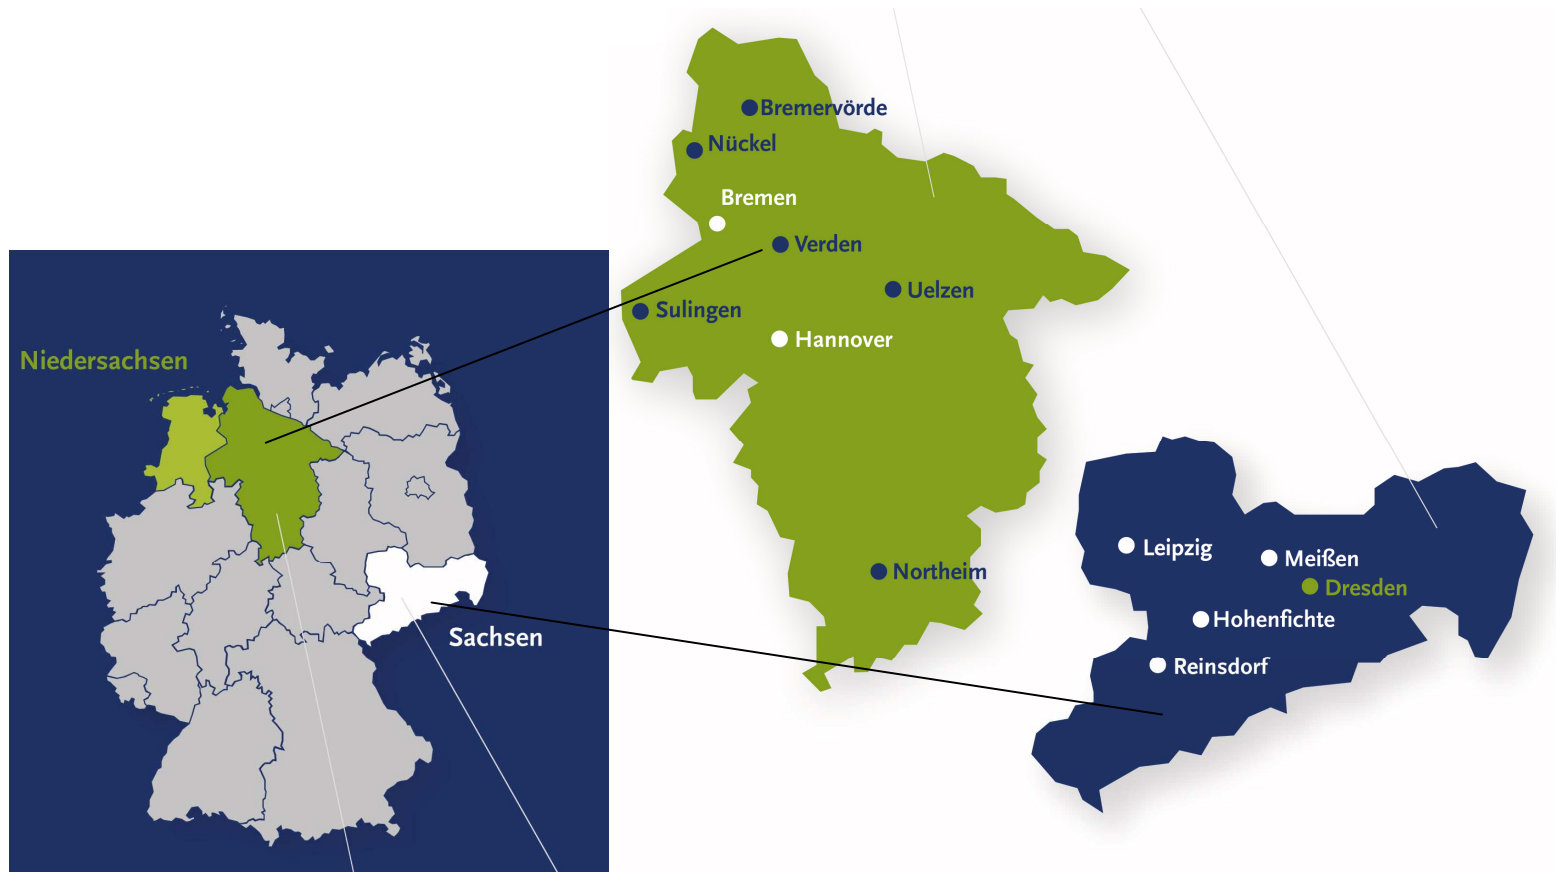 Niedersachsen
Sachsen
Bremervörde
Nückel
Bremen
Verden
Uelzen
Sulingen
Hannover
Northeim
Leipzig
Meißen
Dresden
Hohenfichte
Reinsdorf